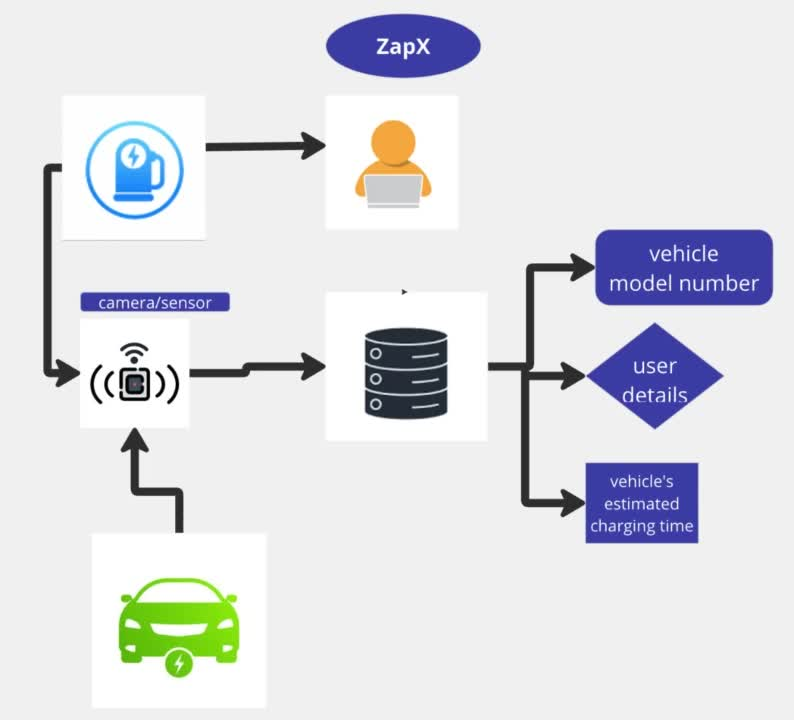 ZapX
camera/sensor
vehicle
model number
user
details
vehicle's
estimated
charging time